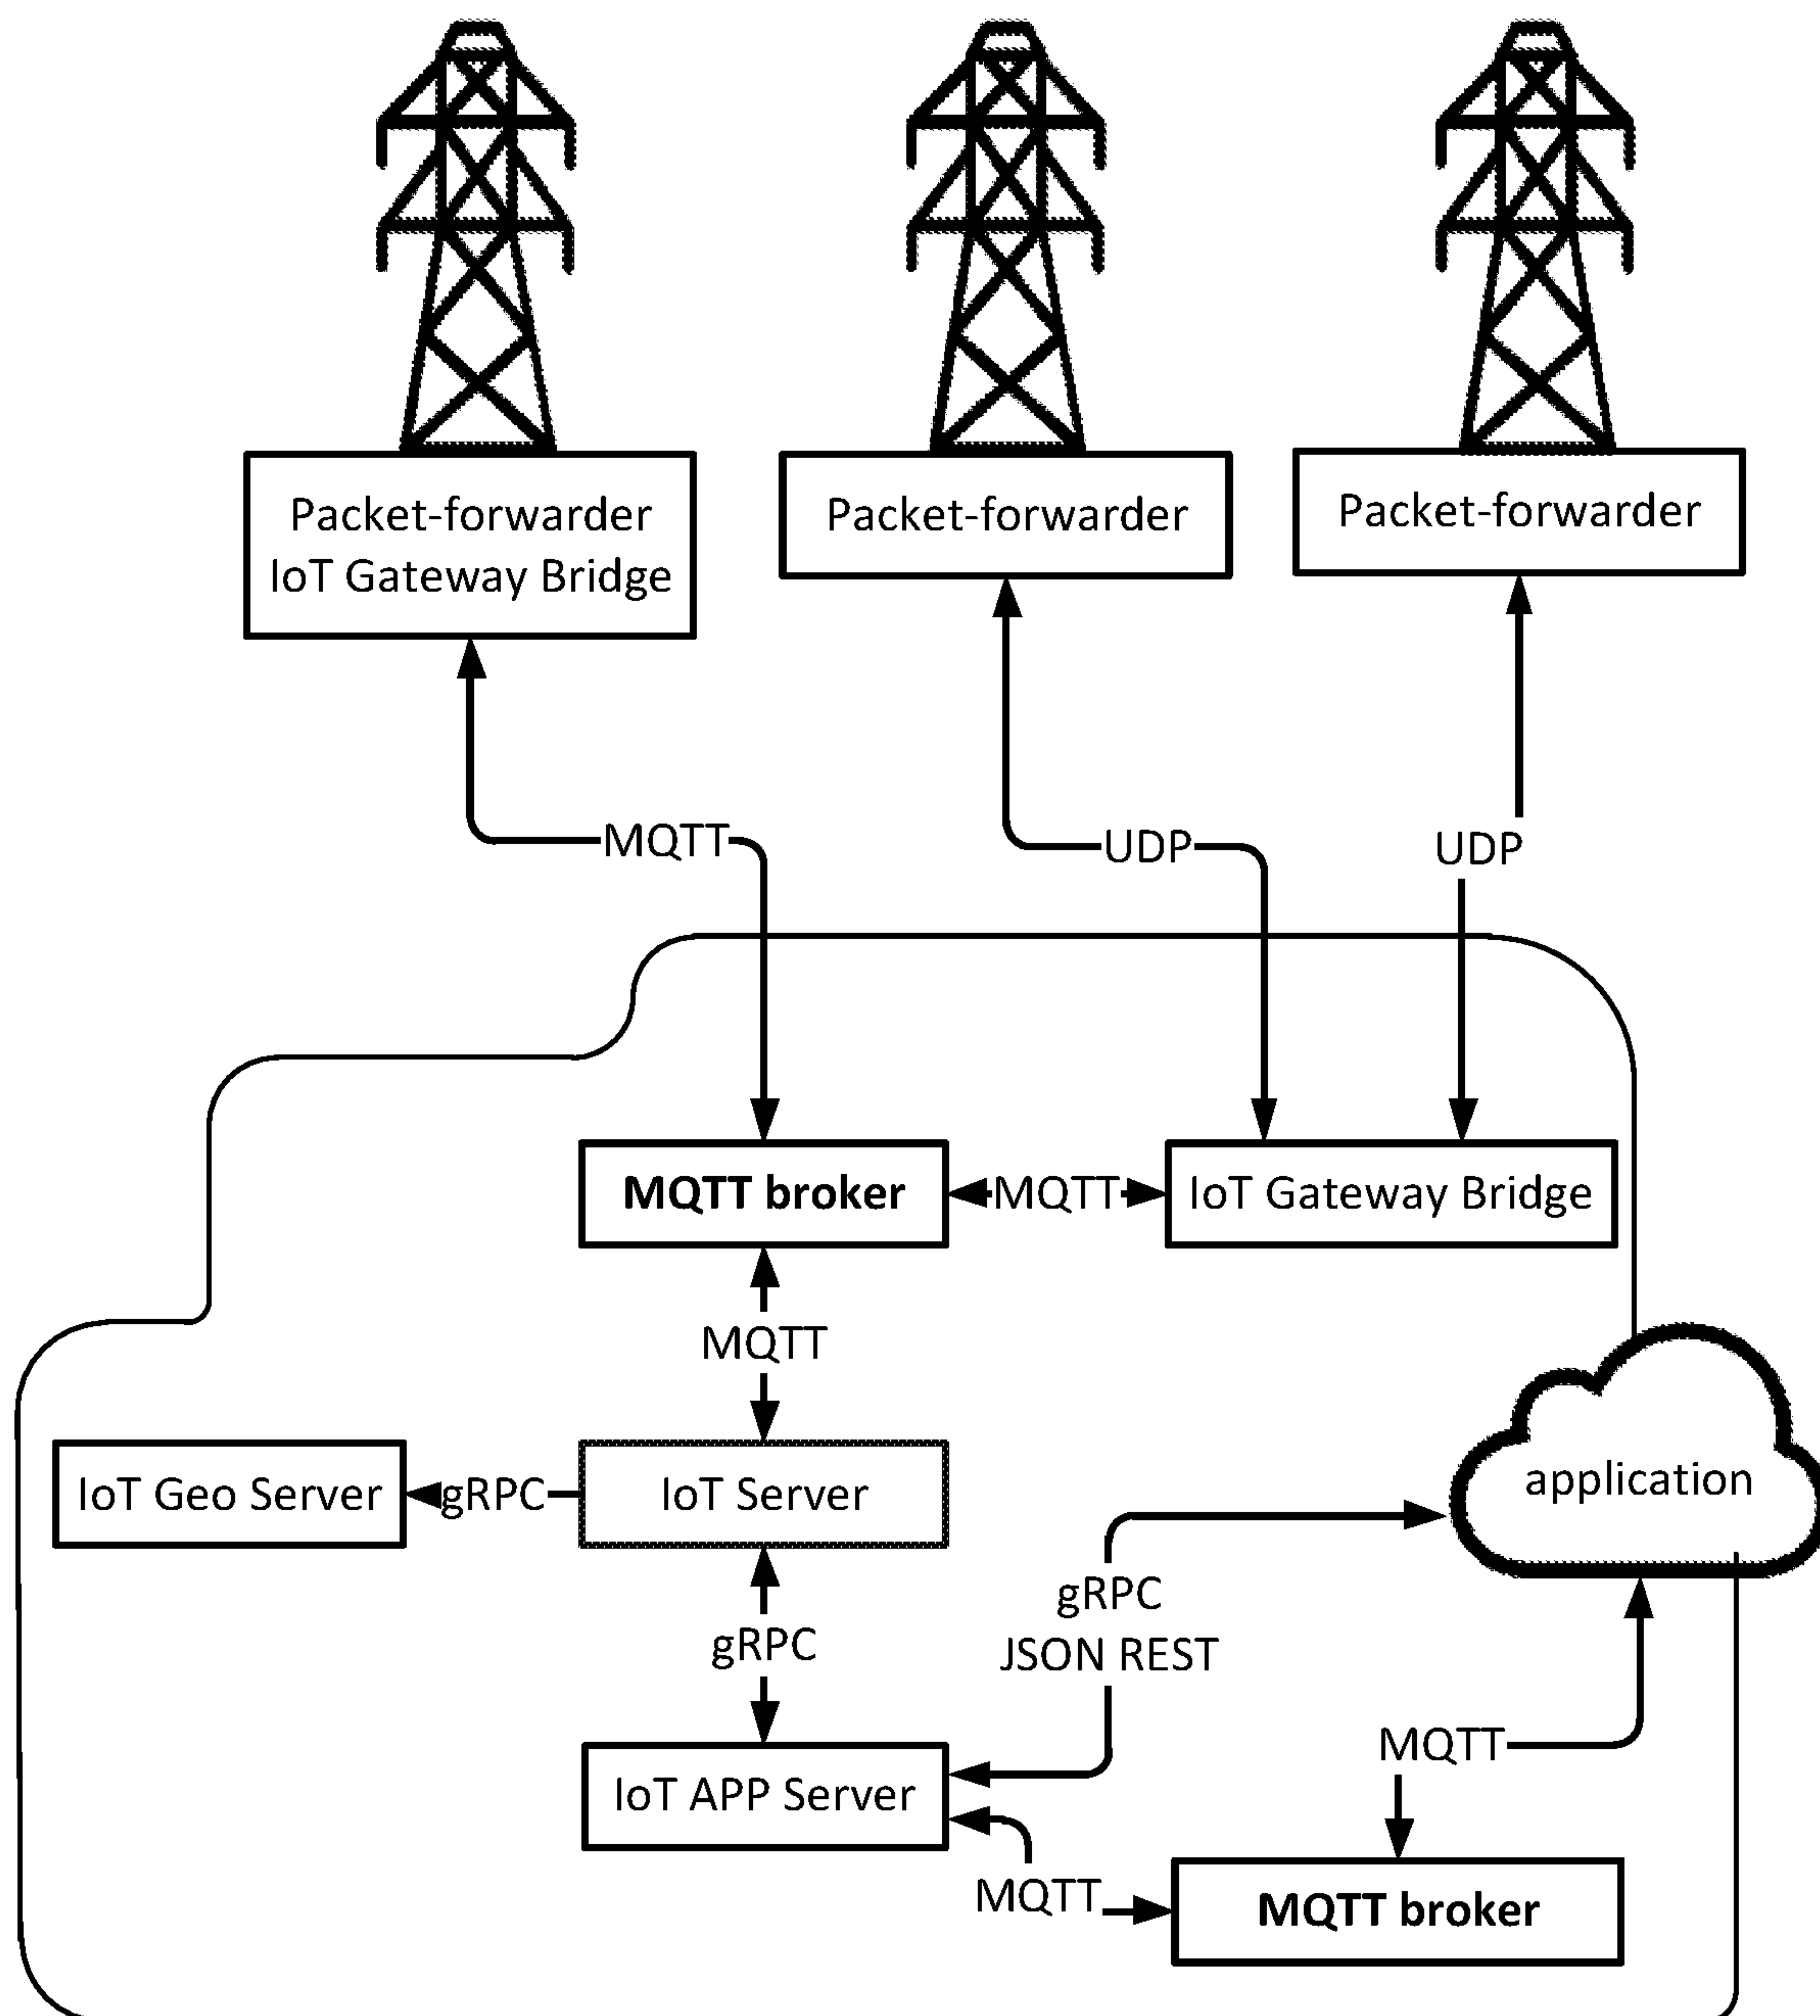 Packet-forwarder
IoT Gateway Bridge
Packet-forwarder
Packet-forwarder
MQTT
UDP
UDP
MQTT broker
MQTT
IoT Gateway Bridge
MQTT
IoT Geo Server
gRPC
IoT Server
application
gRPC
gRPC
JSON REST
MQTT
IoT APP Server
MQTT
MQTT broker